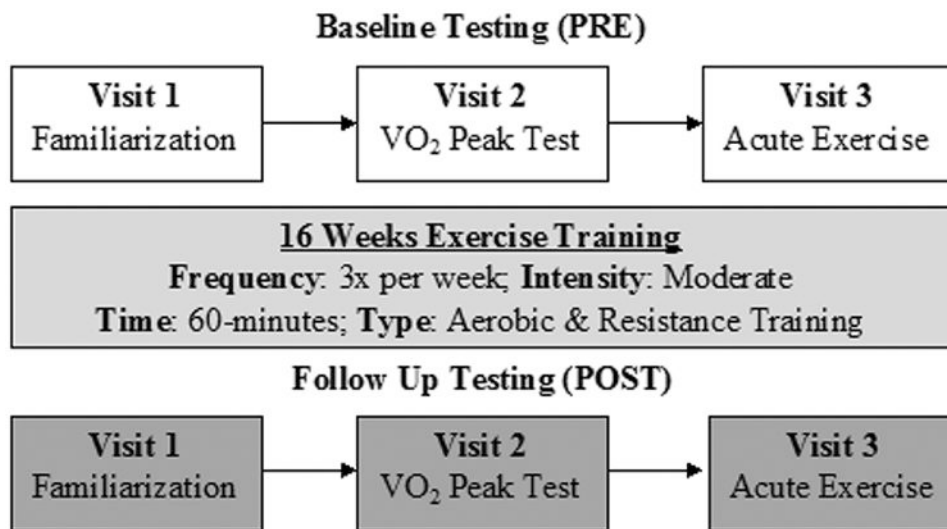 Baseline Testing (PRE)
Visit 1
Familiarization
Visit 2
VO₂ Peak Test
Visit 3
Acute Exercise
16 Weeks Exercise Training
Frequency: 3x per week; Intensity: Moderate
Time: 60-minutes; Type: Aerobic & Resistance Training
Follow Up Testing (POST)
Visit 1
Familiarization
Visit 2
VO₂ Peak Test
Visit 3
Acute Exercise